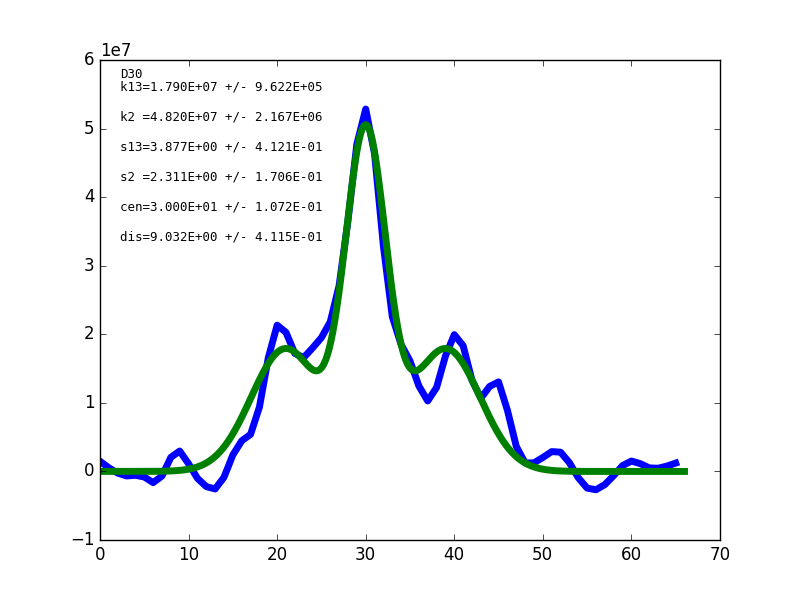 1e7
D30
k13=1.790E+07 +/- 9.622E+05
k2 =4.820E+07 +/- 2.167E+06
s13=3.877E+00 +/- 4.121E-01
s2 =2.311E+00 +/- 1.706E-01
cen=3.000E+01 +/- 1.072E-01
dis=9.032E+00 +/- 4.115E-01
6
5
4
3
2
1
0
−1
0 10 20 30 40 50 60 70